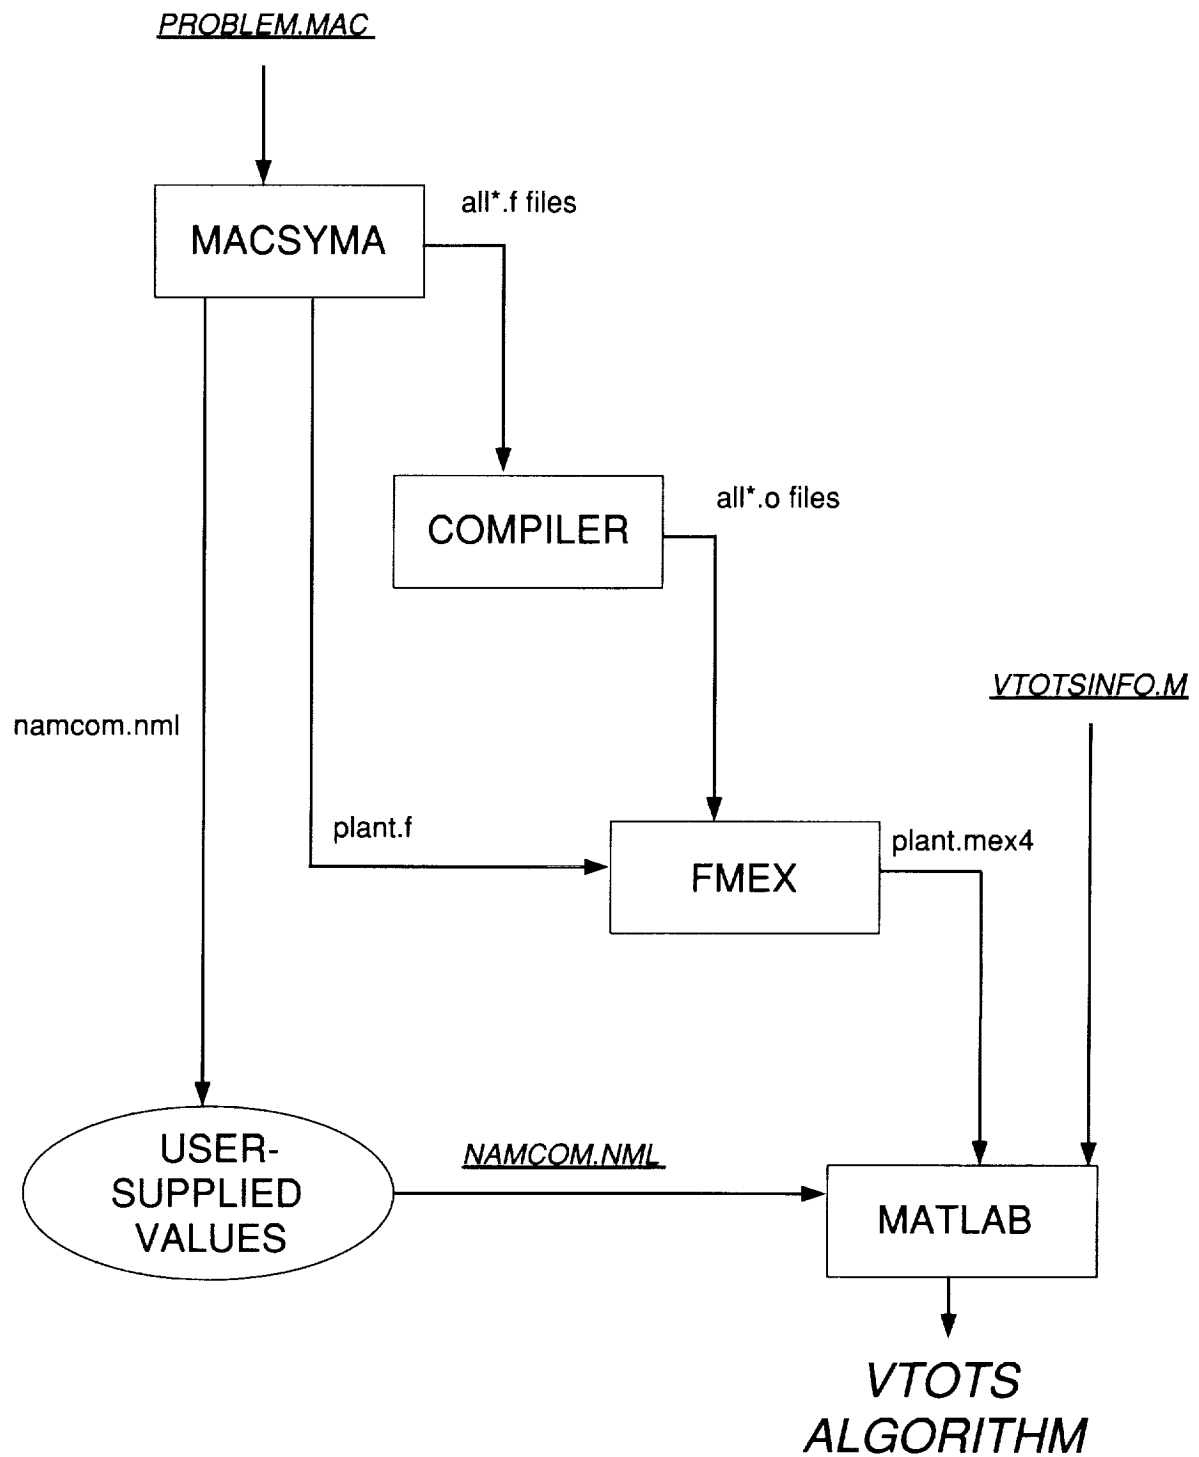 PROBLEM.MAC
all*.f files
MACSYMA
all*.o files
COMPILER
VTOTSINFO.M
namcom.nml
plant.f
plant.mex4
FMEX
USER-
SUPPLIED
VALUES
NAMCOM.NML
MATLAB
VTOTS
ALGORITHM